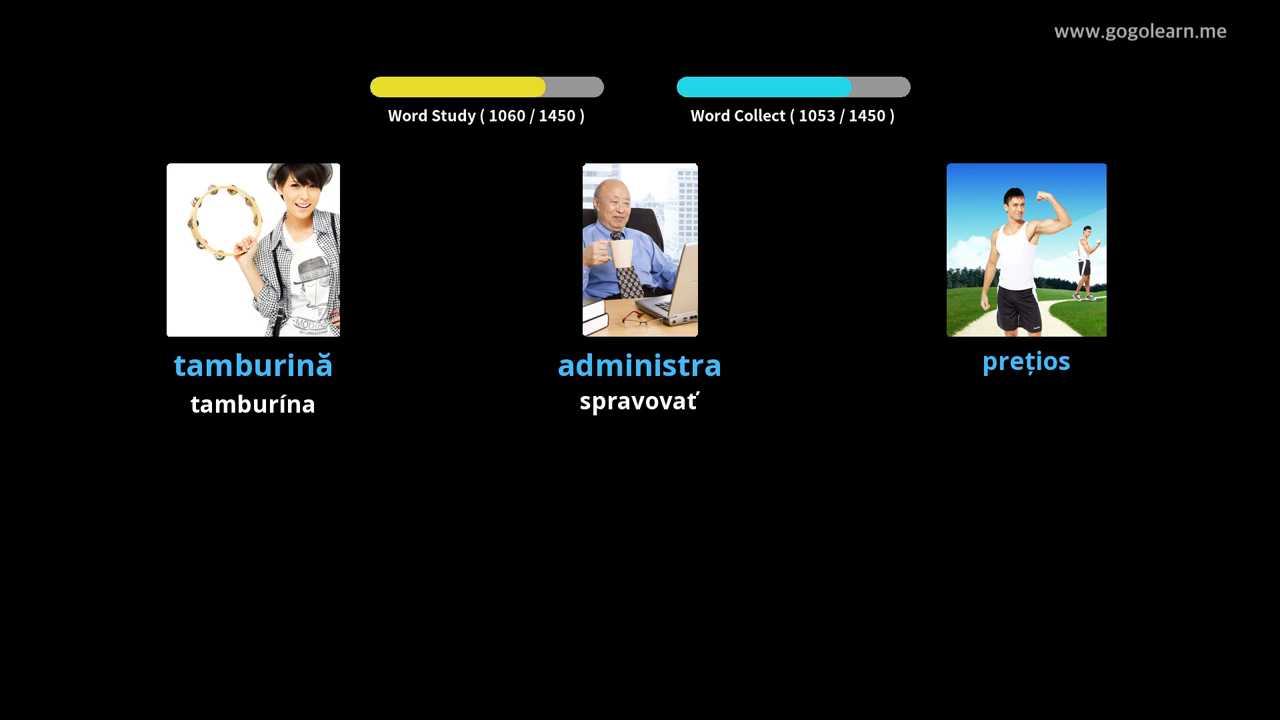 www.gogolearn.me
Word Study ( 1060 / 1450 )
Word Collect ( 1053 / 1450 )
tamburină
administra
prețios
tamburína
spravovať